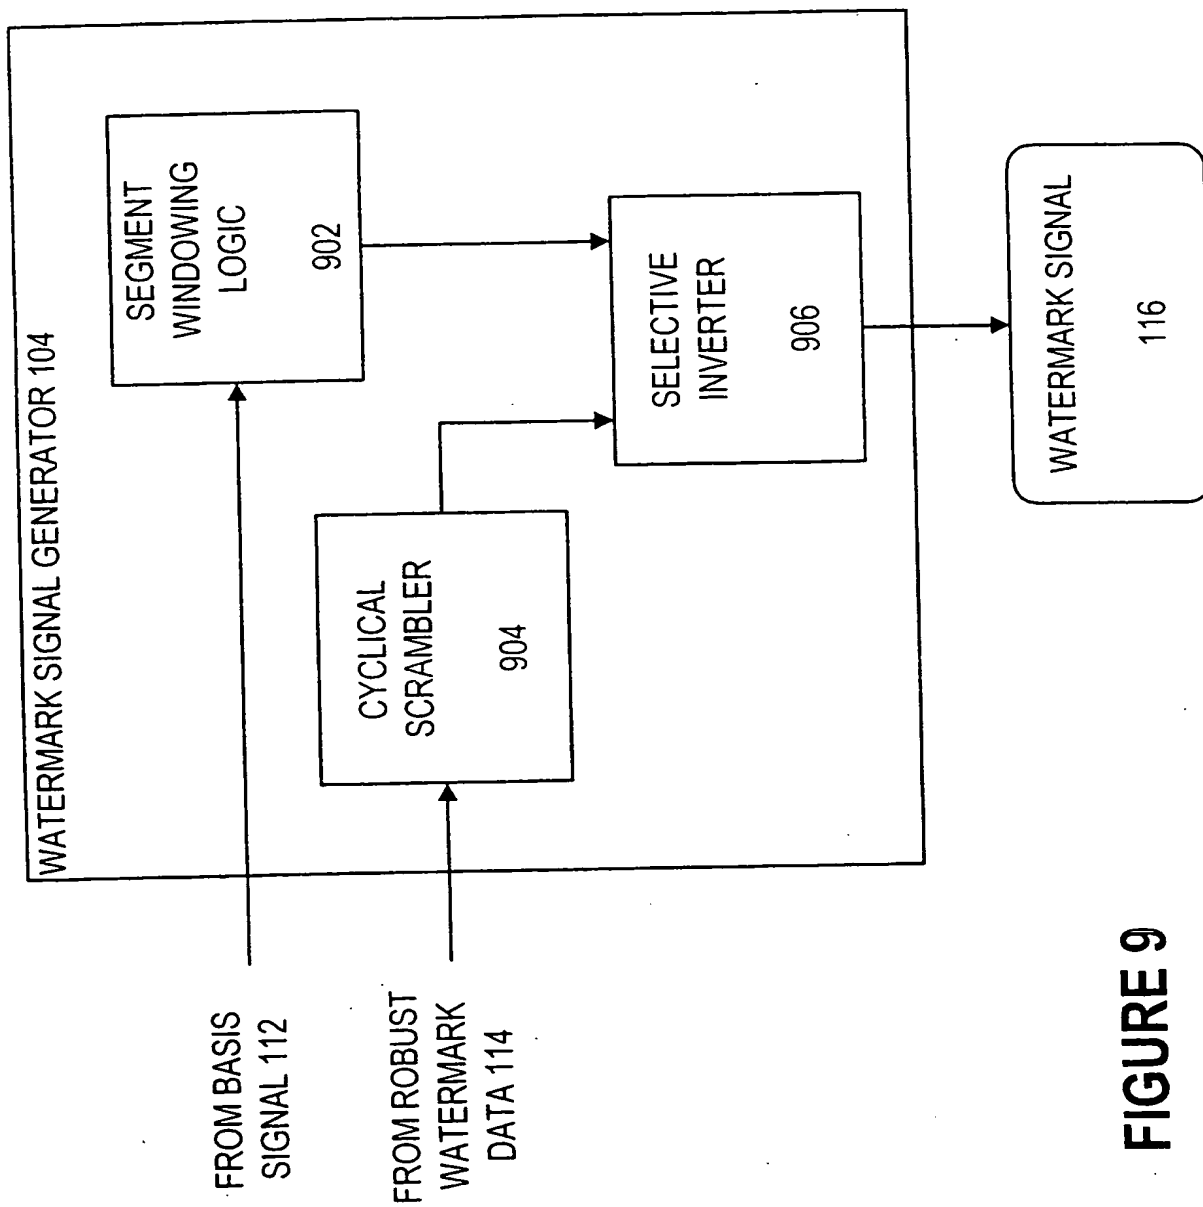 WATERMARK SIGNAL GENERATOR 104
SEGMENT
WINDOWING
LOGIC
902
CYCLICAL
SCRAMBLER
904
SELECTIVE
INVERTER
906
FROM BASIS
SIGNAL 112
FROM ROBUST
WATERMARK
DATA 114
WATERMARK SIGNAL
116
FIGURE 9